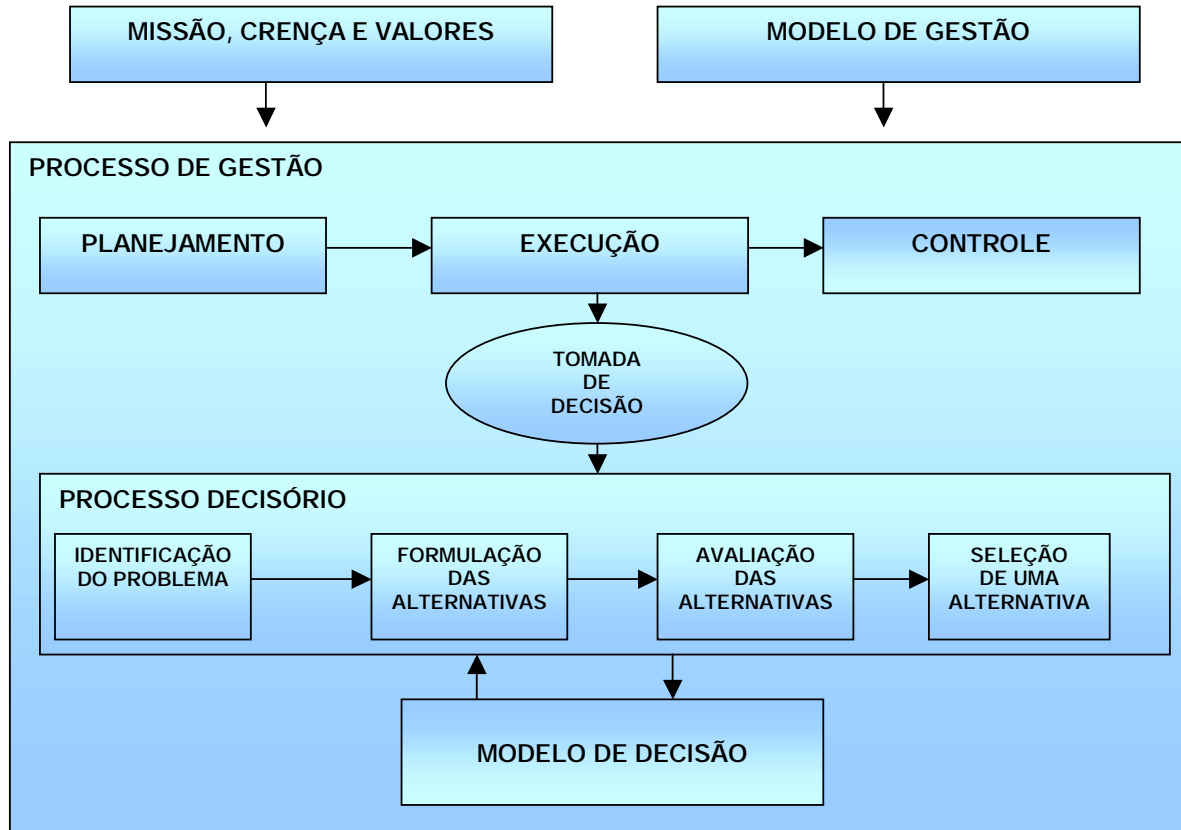 MISSÃO, CRENÇA E VALORES
MODELO DE GESTÃO
PROCESSO DE GESTÃO
PLANEJAMENTO
EXECUÇÃO
CONTROLE
TOMADA
DE
DECISÃO
PROCESSO DECISÓRIO
IDENTIFICAÇÃO
DO PROBLEMA
FORMULAÇÃO
DAS
ALTERNATIVAS
AVALIAÇÃO
DAS
ALTERNATIVAS
SELEÇÃO
DE UMA
ALTERNATIVA
MODELO DE DECISÃO